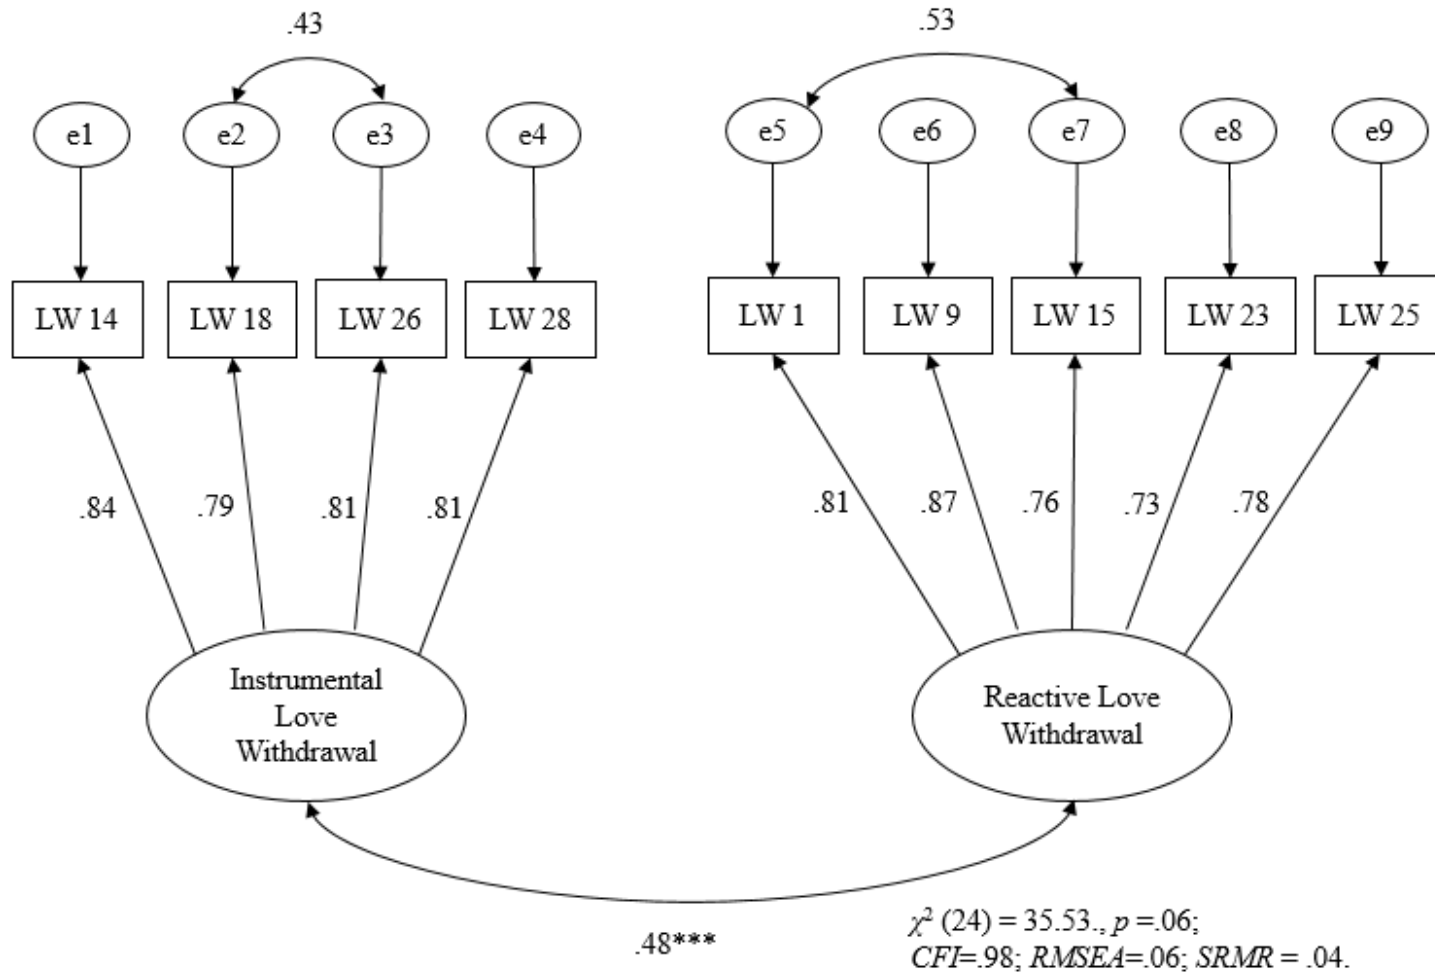 .43
.53
e1 e2 e3 e4 e5 e6 e7 e8 e9
LW 14 LW 18 LW 26 LW 28 LW 1 LW 9 LW 15 LW 23 LW 25
.84 .79 .81 .81 .81 .87 .76 .73 .78
Instrumental
Love
Withdrawal
Reactive Love
Withdrawal
.48***
χ² (24) = 35.53., p =.06;
CFI=.98; RMSEA=.06; SRMR = .04.